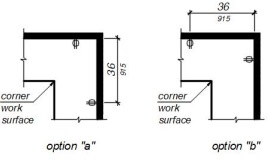 36
915
corner
work
surface
option "a"
36
915
corner
work
surface
option "b"